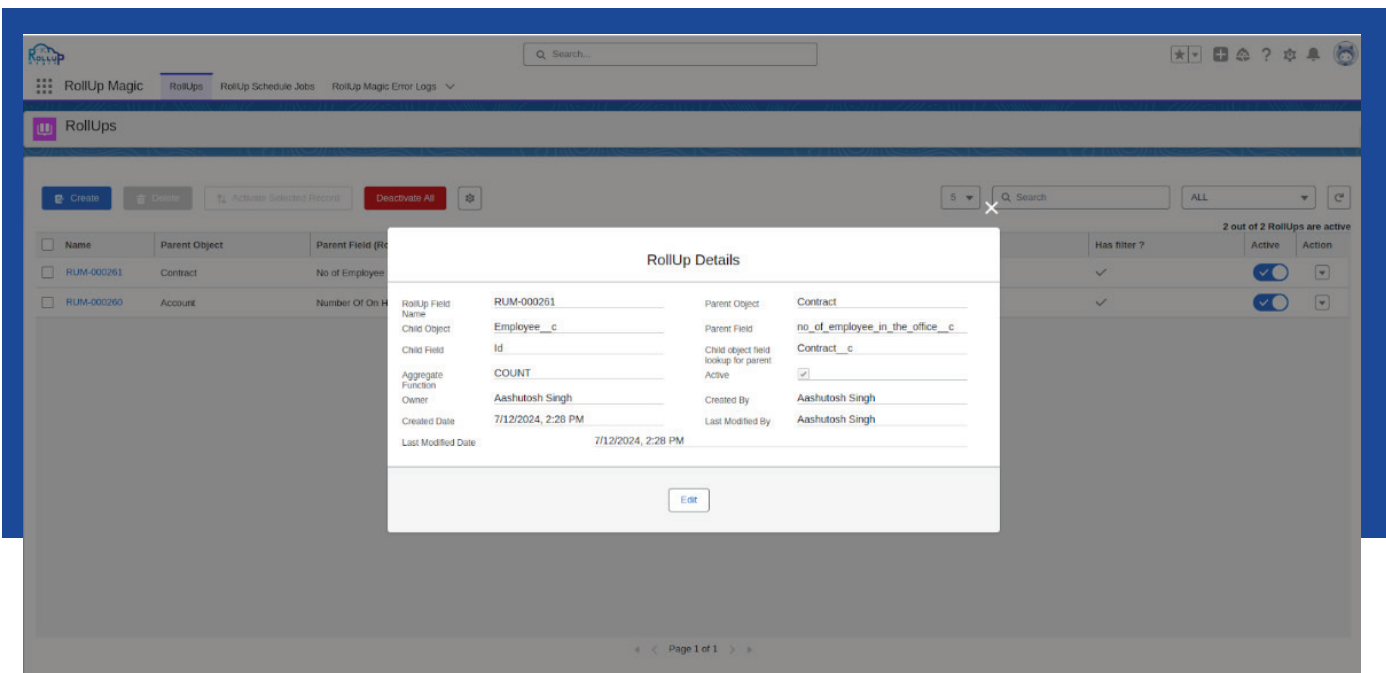 RollUp
Search...
RollUp Magic RollUps RollUp Schedule Jobs RollUp Magic Error Logs
RollUps
Create Delete Activate Selected Record Deactivate All 5 Search ALL
2 out of 2 RollUps are active
Name Parent Object Parent Field (Ro Has filter ? Active Action
RUM-000261 Contract No of Employee
RUM-000260 Account Number Of On H
RollUp Details
RollUp Field Name RUM-000261 Parent Object Contract
Child Object Employee__c Parent Field no_of_employee_in_the_office__c
Child Field Id Child object field lookup for parent Contract__c
Aggregate Function COUNT Active
Owner Aashutosh Singh Created By Aashutosh Singh
Created Date 7/12/2024, 2:28 PM Last Modified By Aashutosh Singh
Last Modified Date 7/12/2024, 2:28 PM
Edit
Page 1 of 1